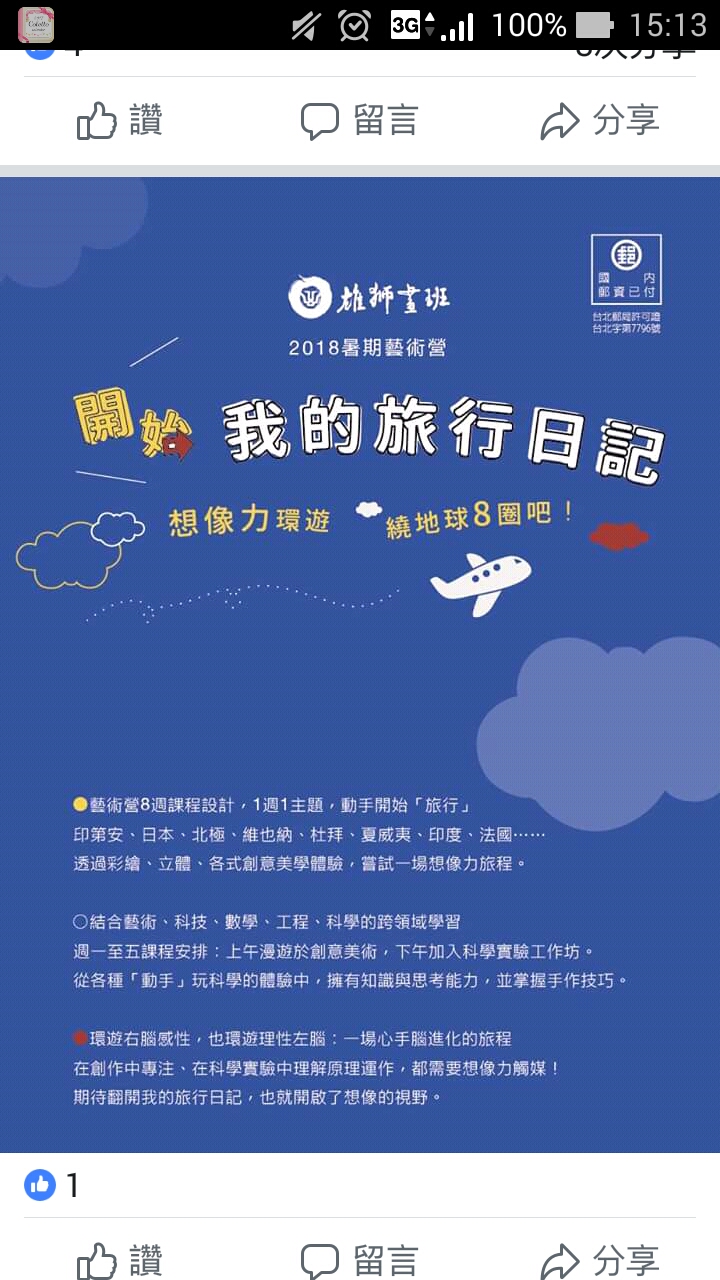 3G 100% 15:13
讚 留言 分享
國內
郵資已付
台北郵局許可證
台北字第7796號
雄獅畫班
2018暑期藝術營
開始 我的旅行日記
想像力環遊 繞地球8圈吧！
●藝術營8週課程設計，1週1主題，動手開始「旅行」
印第安、日本、北極、維也納、杜拜、夏威夷、印度、法國⋯⋯
透過彩繪、立體、各式創意美學體驗，嘗試一場想像力旅程。
○結合藝術、科技、數學、工程、科學的跨領域學習
週一至五課程安排：上午漫遊於創意美術，下午加入科學實驗工作坊。
從各種「動手」玩科學的體驗中，擁有知識與思考能力，並掌握手作技巧。
●環遊右腦感性，也環遊理性左腦：一場心手腦進化的旅程
在創作中專注、在科學實驗中理解原理運作，都需要想像力觸媒！
期待翻開我的旅行日記，也就開啟了想像的視野。
1
讚 留言 分享